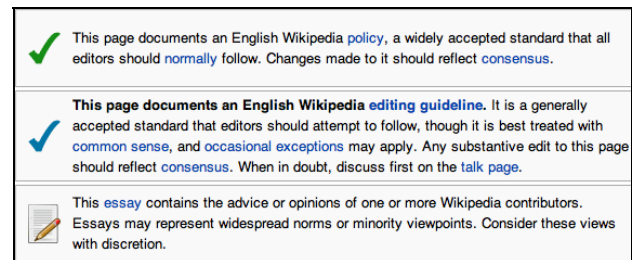 This page documents an English Wikipedia policy, a widely accepted standard that all
editors should normally follow. Changes made to it should reflect consensus.
This page documents an English Wikipedia editing guideline. It is a generally
accepted standard that editors should attempt to follow, though it is best treated with
common sense, and occasional exceptions may apply. Any substantive edit to this page
should reflect consensus. When in doubt, discuss first on the talk page.
This essay contains the advice or opinions of one or more Wikipedia contributors.
Essays may represent widespread norms or minority viewpoints. Consider these views
with discretion.